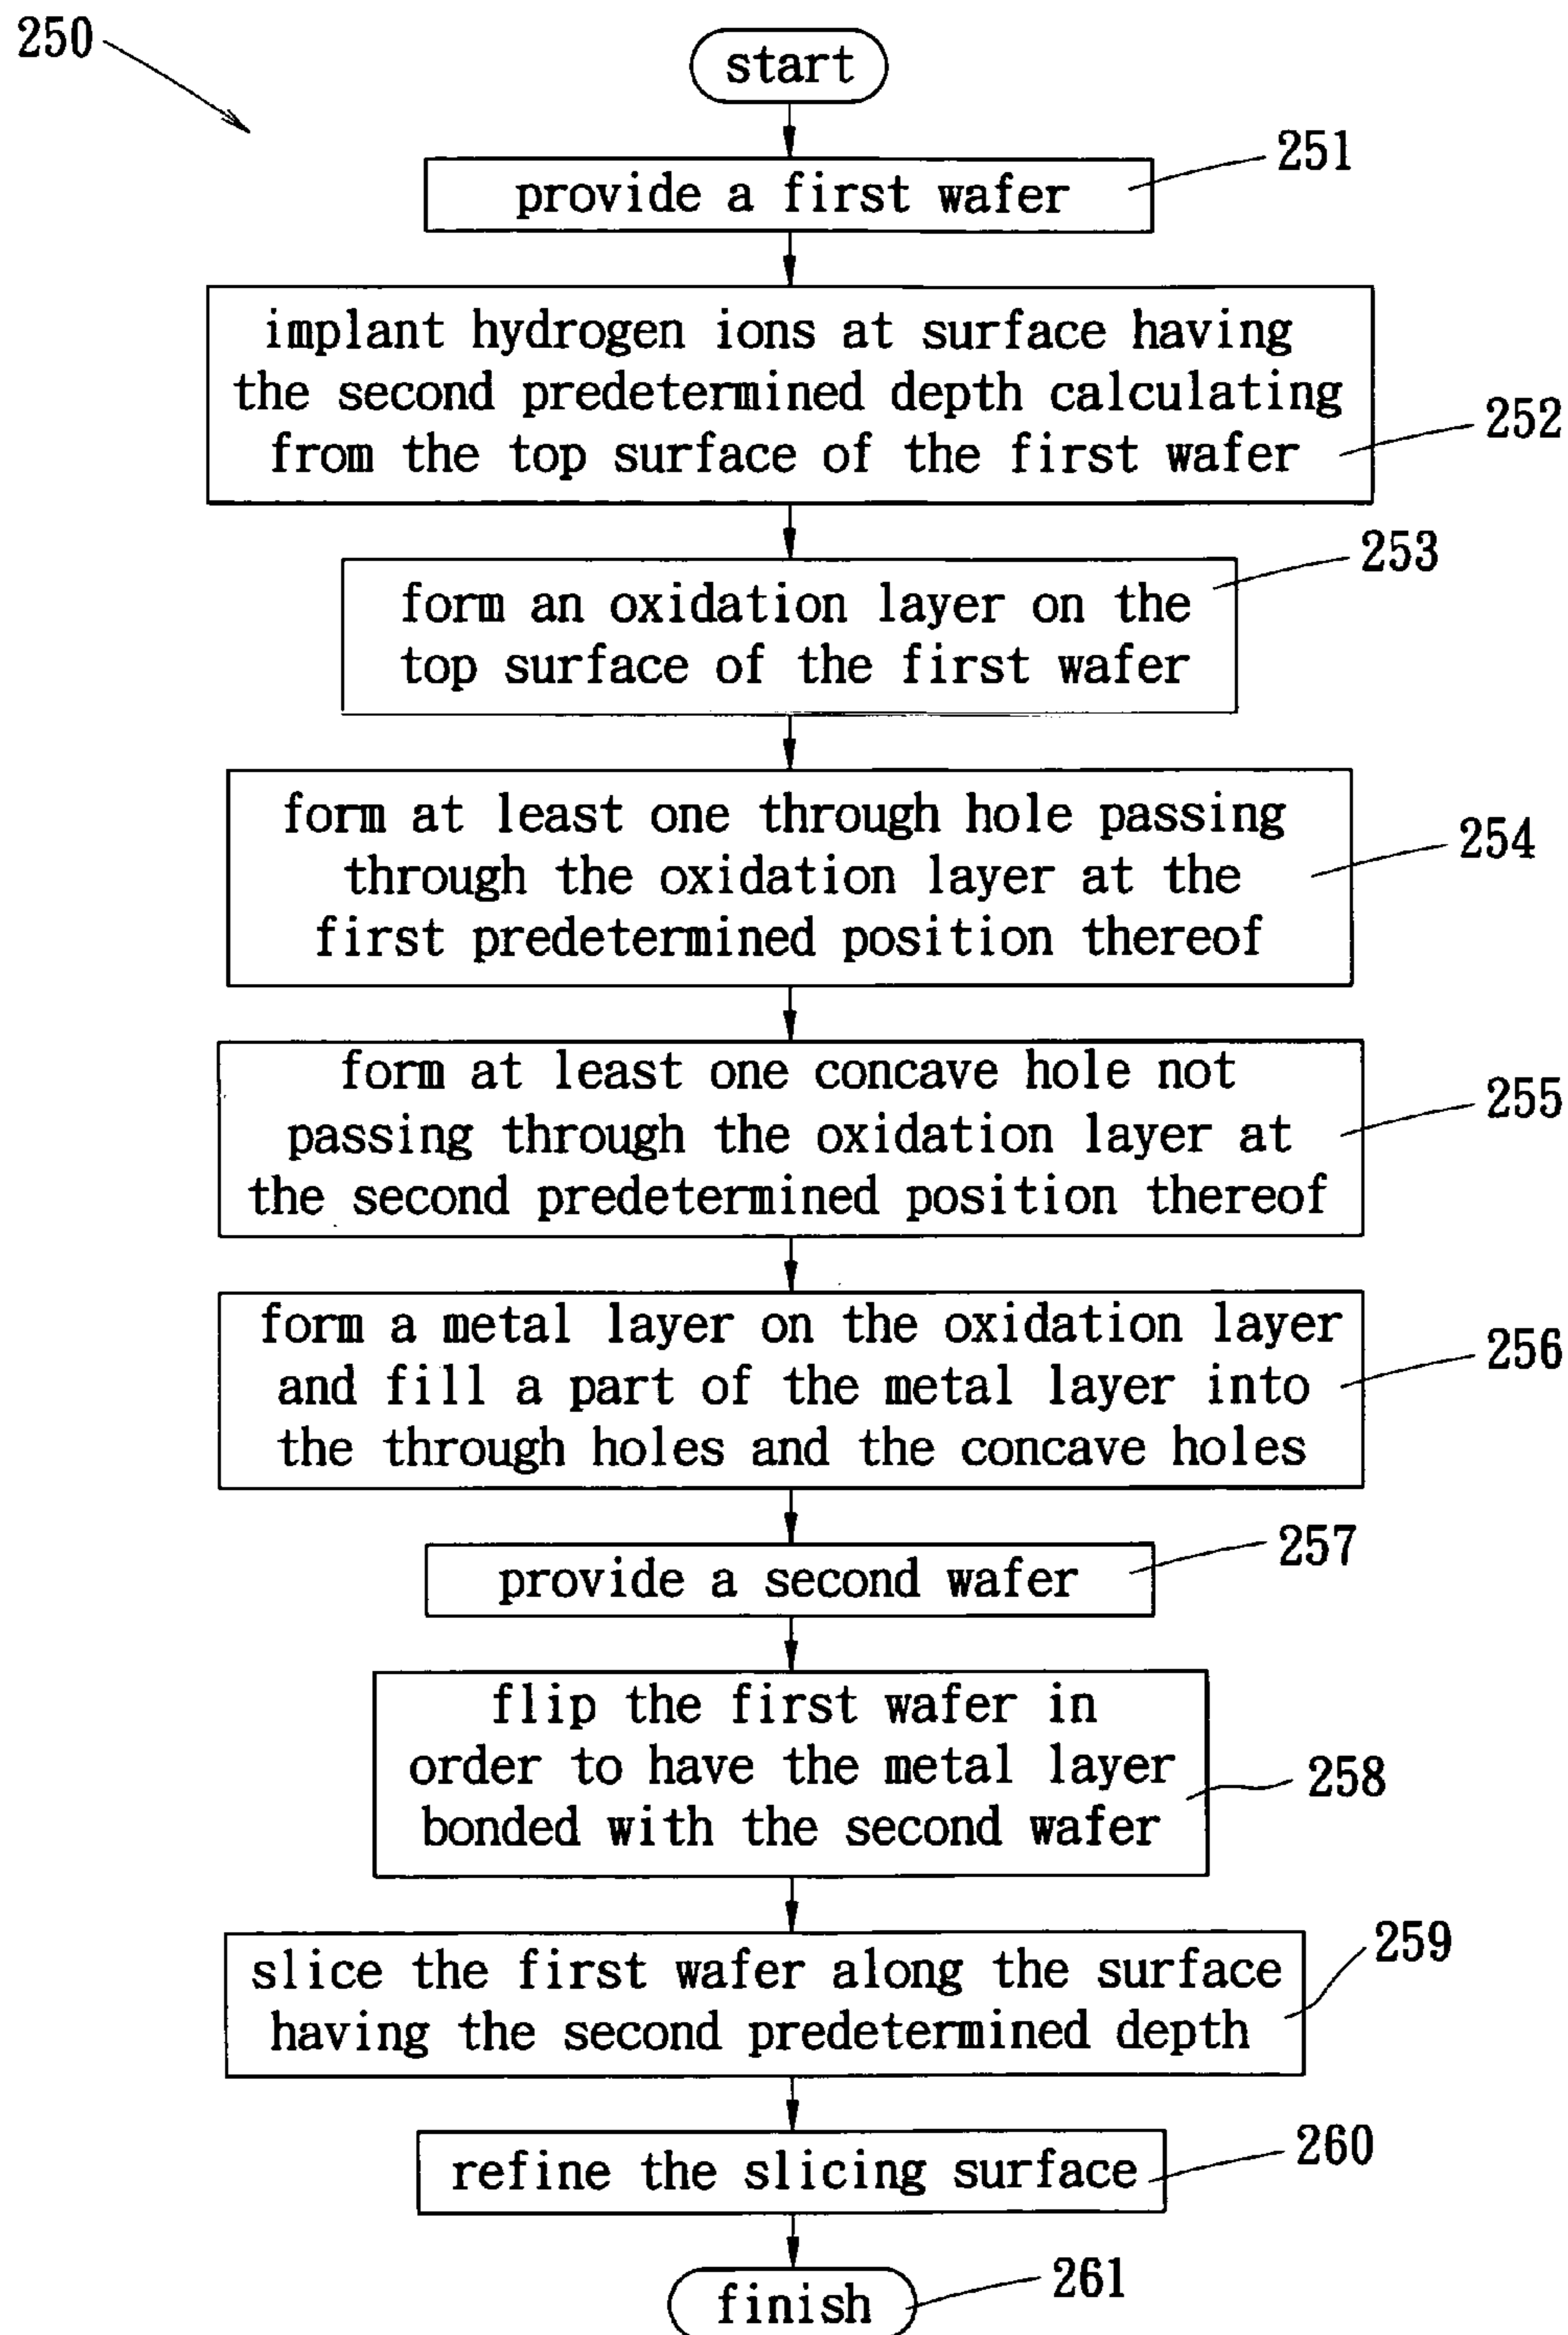 250
start
251
provide a first wafer
implant hydrogen ions at surface having
the second predetermined depth calculating
from the top surface of the first wafer
252
253
form an oxidation layer on the
top surface of the first wafer
form at least one through hole passing
through the oxidation layer at the
first predetermined position thereof
254
form at least one concave hole not
passing through the oxidation layer at
the second predetermined position thereof
255
form a metal layer on the oxidation layer
and fill a part of the metal layer into
the through holes and the concave holes
256
257
provide a second wafer
flip the first wafer in
order to have the metal layer
bonded with the second wafer
258
slice the first wafer along the surface
having the second predetermined depth
259
refine the slicing surface
260
finish
261